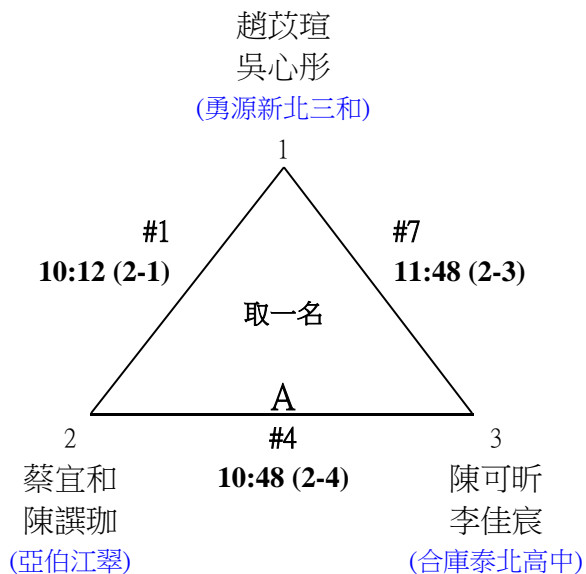 趙苡瑄
吳心彤
(勇源新北三和)
1
#1
10:12 (2-1)
#7
11:48 (2-3)
取一名
A
2
#4
3
蔡宜和
10:48 (2-4)
陳可昕
陳譔珈
李佳宸
(亞伯江翠)
(合庫泰北高中)